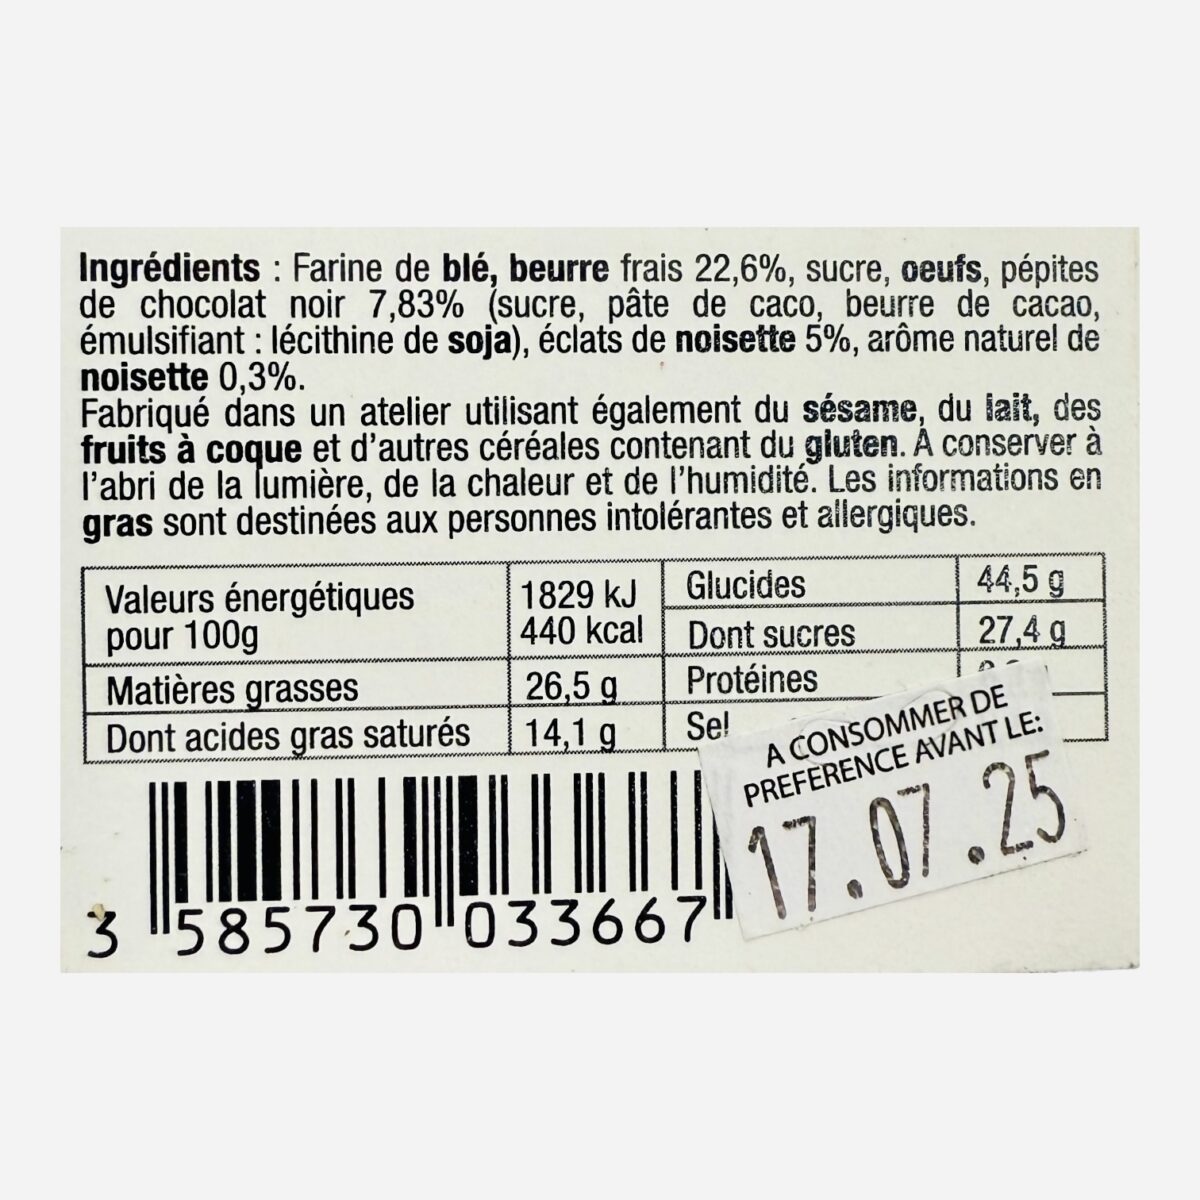 Ingrédients : Farine de blé, beurre frais 22,6%, sucre, oeufs, pépites
de chocolat noir 7,83% (sucre, pâte de caco, beurre de cacao,
émulsifiant : lécithine de soja), éclats de noisette 5%, arôme naturel de
noisette 0,3%.
Fabriqué dans un atelier utilisant également du sésame, du lait, des
fruits à coque et d'autres céréales contenant du gluten. A conserver à
l'abri de la lumière, de la chaleur et de l'humidité. Les informations en
gras sont destinées aux personnes intolérantes et allergiques.
Valeurs énergétiques
pour 100g
1829 kJ
440 kcal
Matières grasses 26,5 g
Dont acides gras saturés 14,1 g
Glucides 44,5 g
Dont sucres 27,4 g
Protéines
Sel
A CONSOMMER DE
PREFERENCE AVANT LE:
17.07.25
3 585730 033667